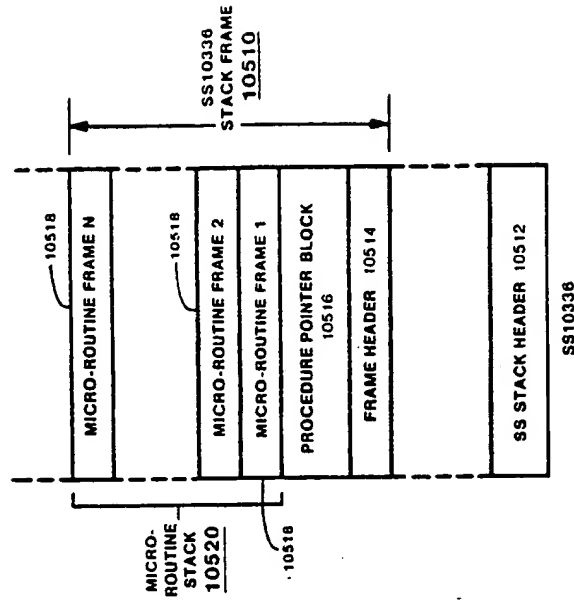 SS10336
STACK FRAME
10510
10518
MICRO-ROUTINE FRAME N
10518
MICRO-ROUTINE FRAME 2
MICRO-ROUTINE FRAME 1
PROCEDURE POINTER BLOCK
10516
FRAME HEADER 10514
SS STACK HEADER 10512
SS10336
MICRO-
ROUTINE
STACK
10520
10518